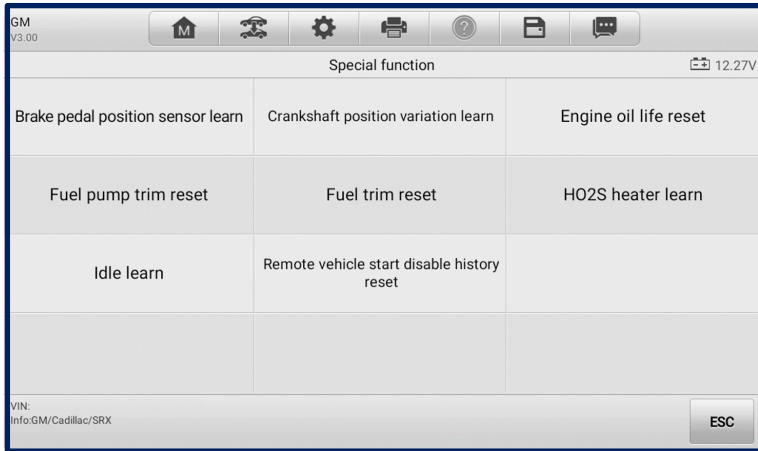 GM
V3.00
M
?
Special function
12.27V
Brake pedal position sensor learn
Crankshaft position variation learn
Engine oil life reset
Fuel pump trim reset
Fuel trim reset
HO2S heater learn
Idle learn
Remote vehicle start disable history
reset
VIN:
Info:GM/Cadillac/SRX
ESC